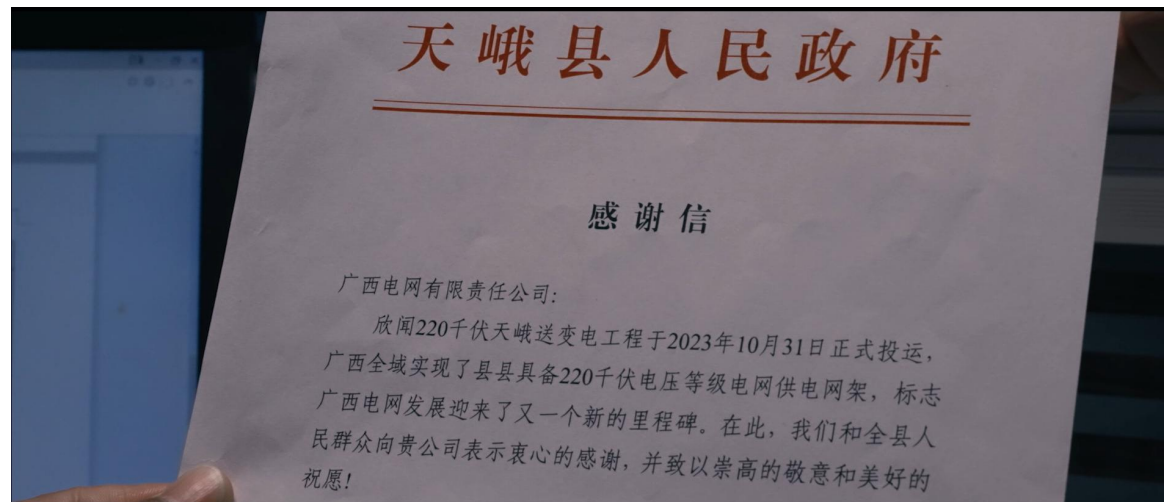 天峨县人民政府
感谢信
广西电网有限责任公司：
欣闻220千伏天峨送变电工程于2023年10月31日正式投运，
广西全域实现了县县具备220千伏电压等级电网供电网架，标志
广西电网发展迎来了又一个新的里程碑。在此，我们和全县人
民群众向贵公司表示衷心的感谢，并致以崇高的敬意和美好的
祝愿！